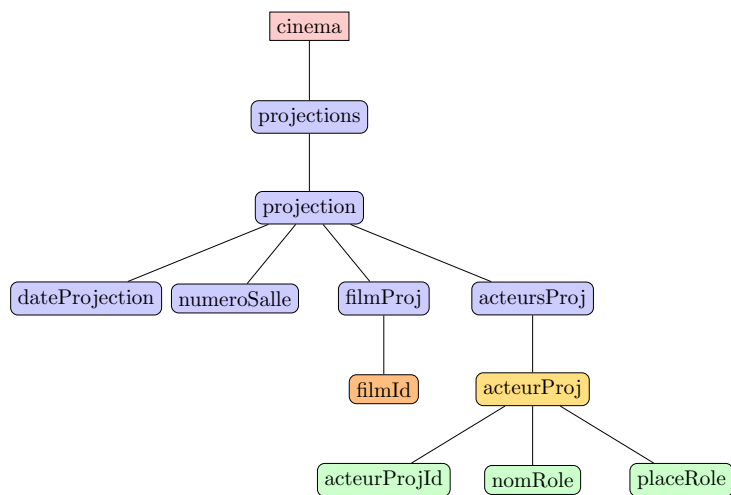 cinema
projections
projection
dateProjection
numeroSalle
filmProj
acteursProj
filmId
acteurProj
acteurProjId
nomRole
placeRole